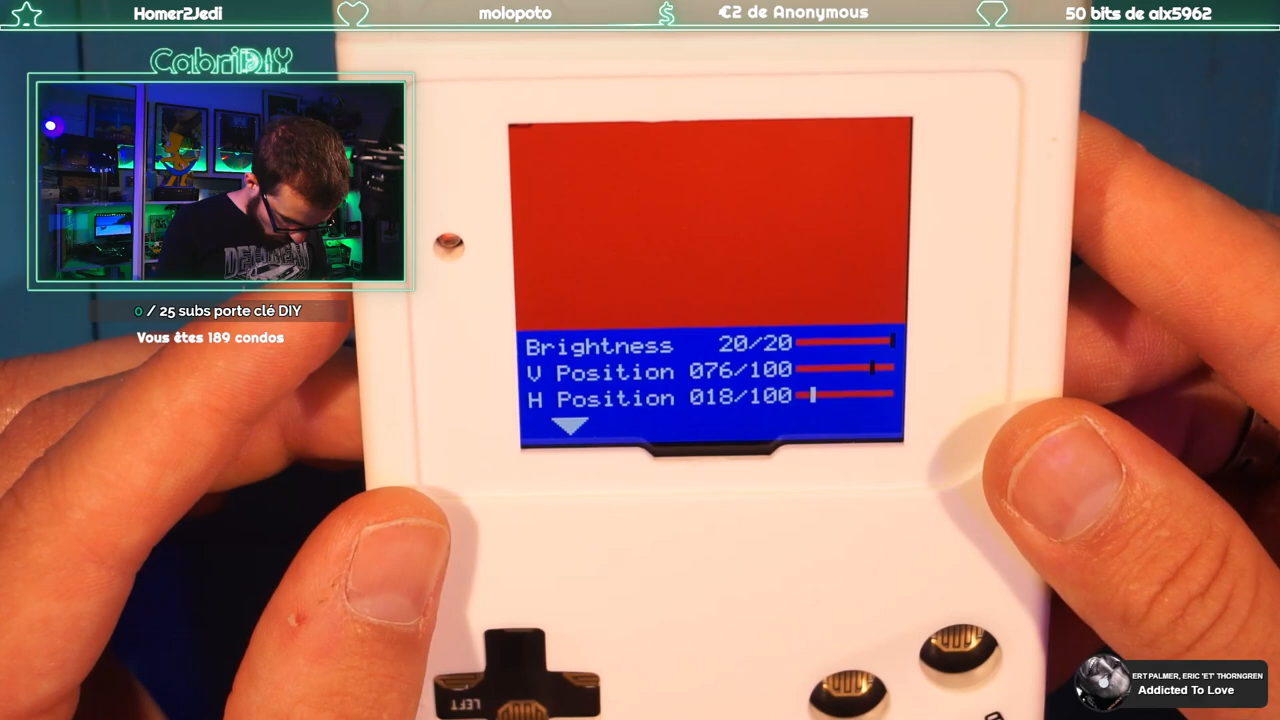 Homer2Jedi
molopoto
€2 de Anonymous
50 bits de alx5962
CabriDIY
0 / 25 subs porte clé DIY
Vous êtes 189 condos
Brightness 20/20
V Position 076/100
H Position 018/100
LEFT
ERT PALMER, ERIC 'ET' THORNGREN
Addicted To Love